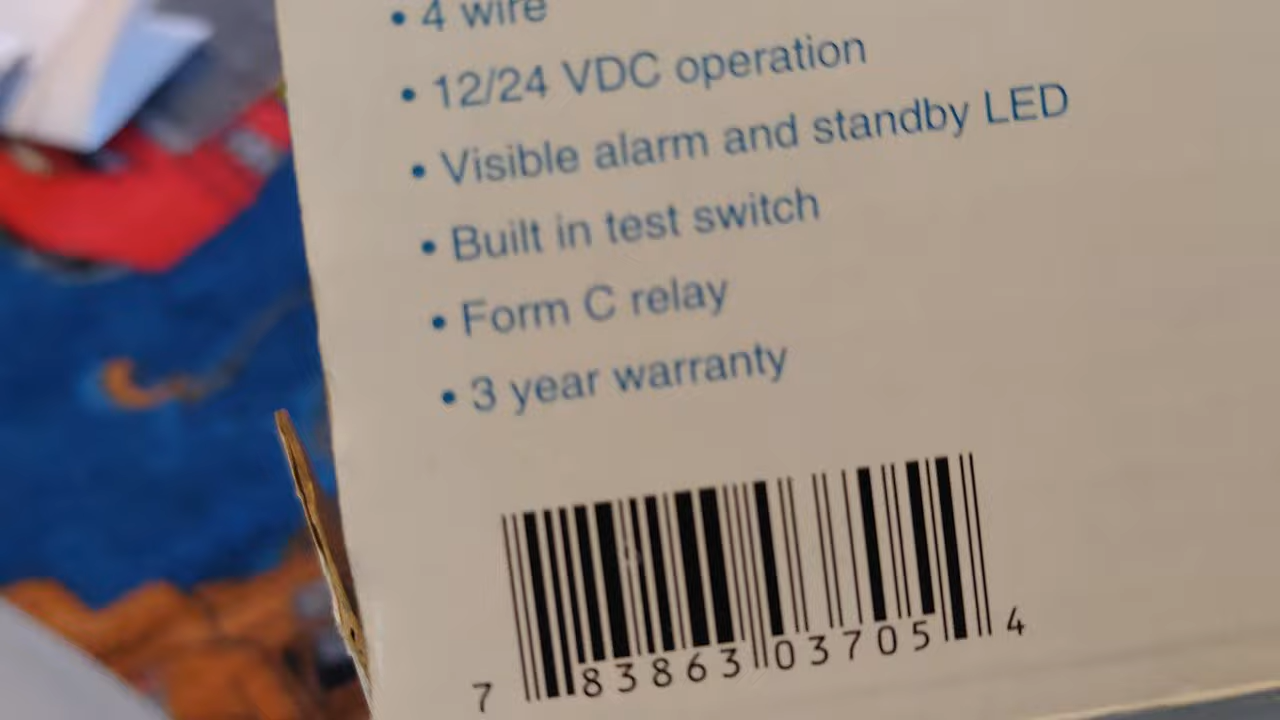 • 4 wire
• 12/24 VDC operation
• Visible alarm and standby LED
• Built in test switch
• Form C relay
• 3 year warranty
7 83863 03705 4